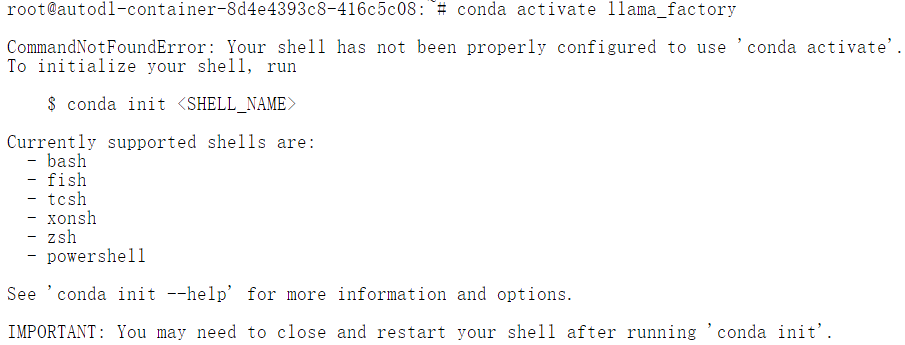 root@autodl-container-8d4e4393c8-416c5c08:~# conda activate llama_factory
CommandNotFoundError: Your shell has not been properly configured to use 'conda activate'.
To initialize your shell, run
$ conda init <SHELL_NAME>
Currently supported shells are:
- bash
- fish
- tcsh
- xonsh
- zsh
- powershell
See 'conda init --help' for more information and options.
IMPORTANT: You may need to close and restart your shell after running 'conda init'.